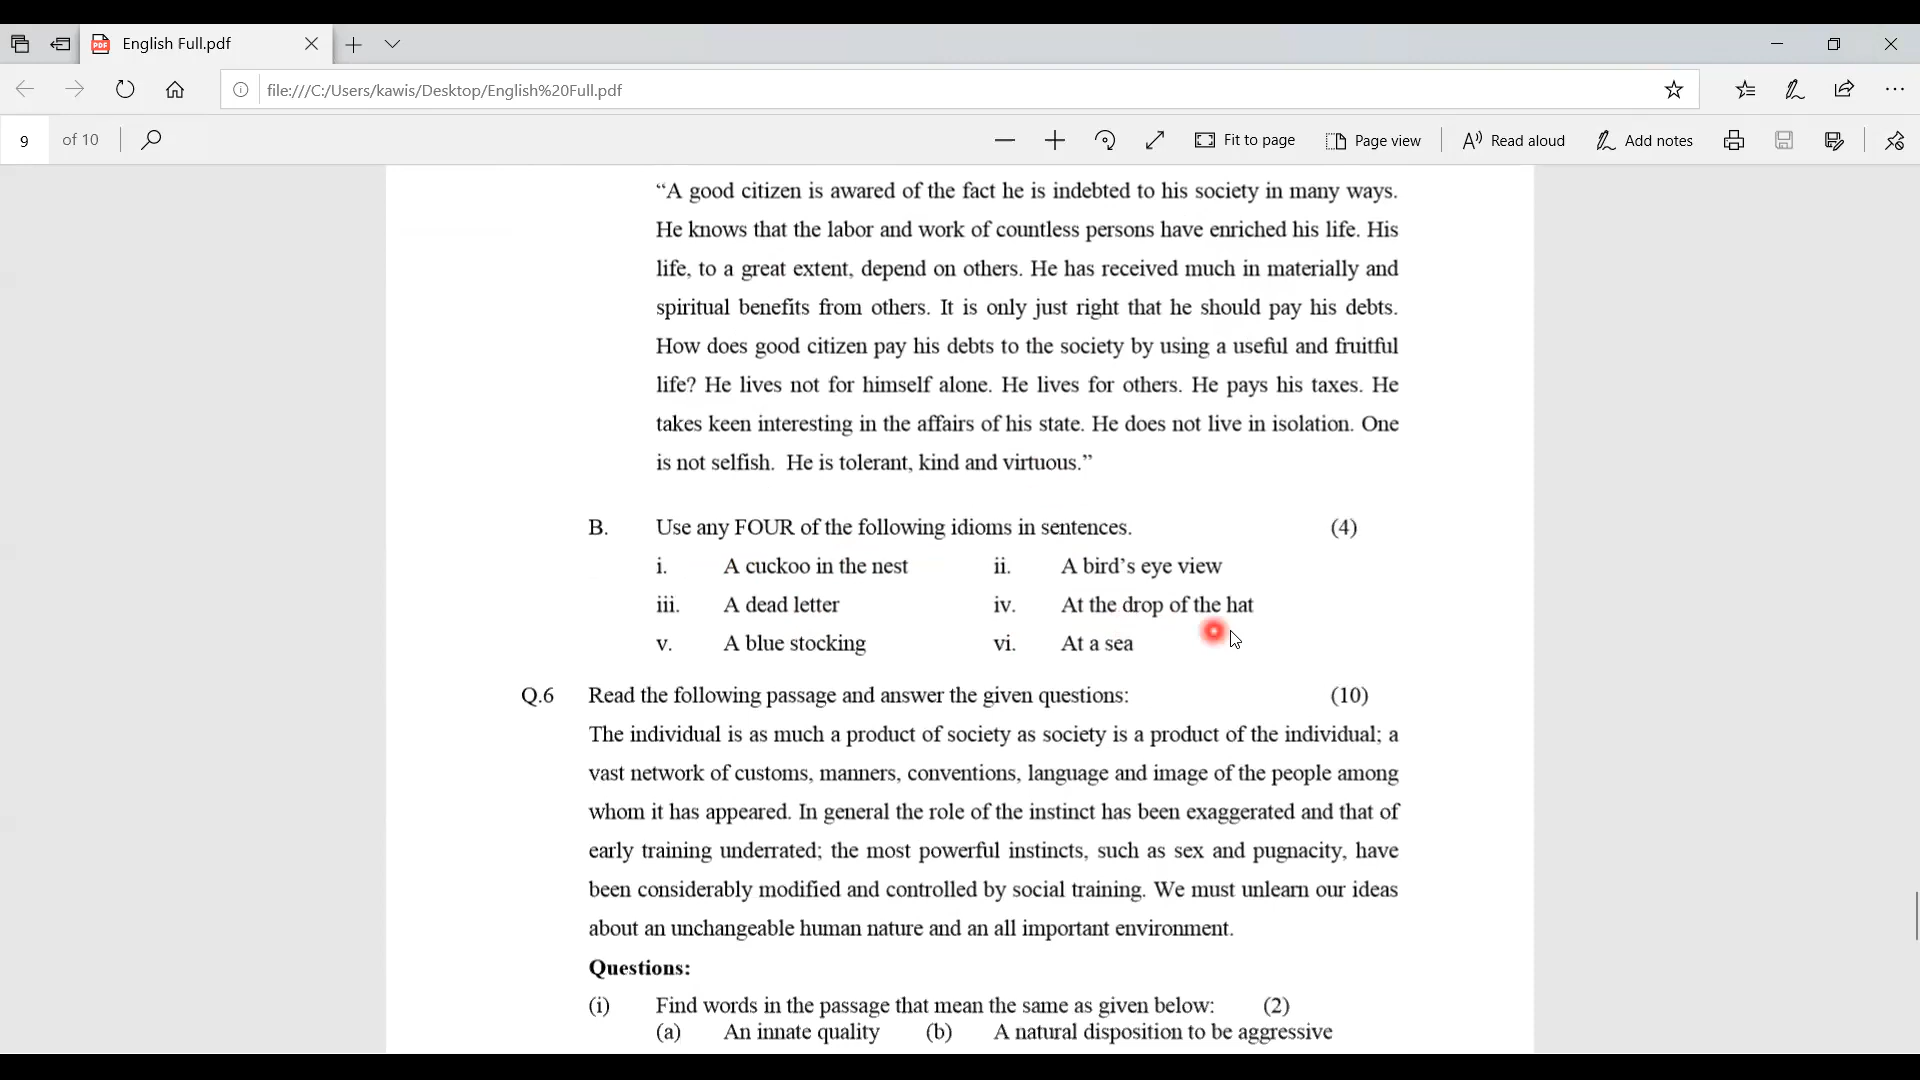 English Full.pdf
file:///C:/Users/kawis/Desktop/English%20Full.pdf
9 of 10 Fit to page Page view Read aloud Add notes
“A good citizen is awared of the fact he is indebted to his society in many ways.
He knows that the labor and work of countless persons have enriched his life. His
life, to a great extent, depend on others. He has received much in materially and
spiritual benefits from others. It is only just right that he should pay his debts.
How does good citizen pay his debts to the society by using a useful and fruitful
life? He lives not for himself alone. He lives for others. He pays his taxes. He
takes keen interesting in the affairs of his state. He does not live in isolation. One
is not selfish. He is tolerant, kind and virtuous.”
B. Use any FOUR of the following idioms in sentences. (4)
i. A cuckoo in the nest ii. A bird’s eye view
iii. A dead letter iv. At the drop of the hat
v. A blue stocking vi. At a sea
Q.6 Read the following passage and answer the given questions: (10)
The individual is as much a product of society as society is a product of the individual; a
vast network of customs, manners, conventions, language and image of the people among
whom it has appeared. In general the role of the instinct has been exaggerated and that of
early training underrated; the most powerful instincts, such as sex and pugnacity, have
been considerably modified and controlled by social training. We must unlearn our ideas
about an unchangeable human nature and an all important environment.
Questions:
(i) Find words in the passage that mean the same as given below: (2)
(a) An innate quality (b) A natural disposition to be aggressive